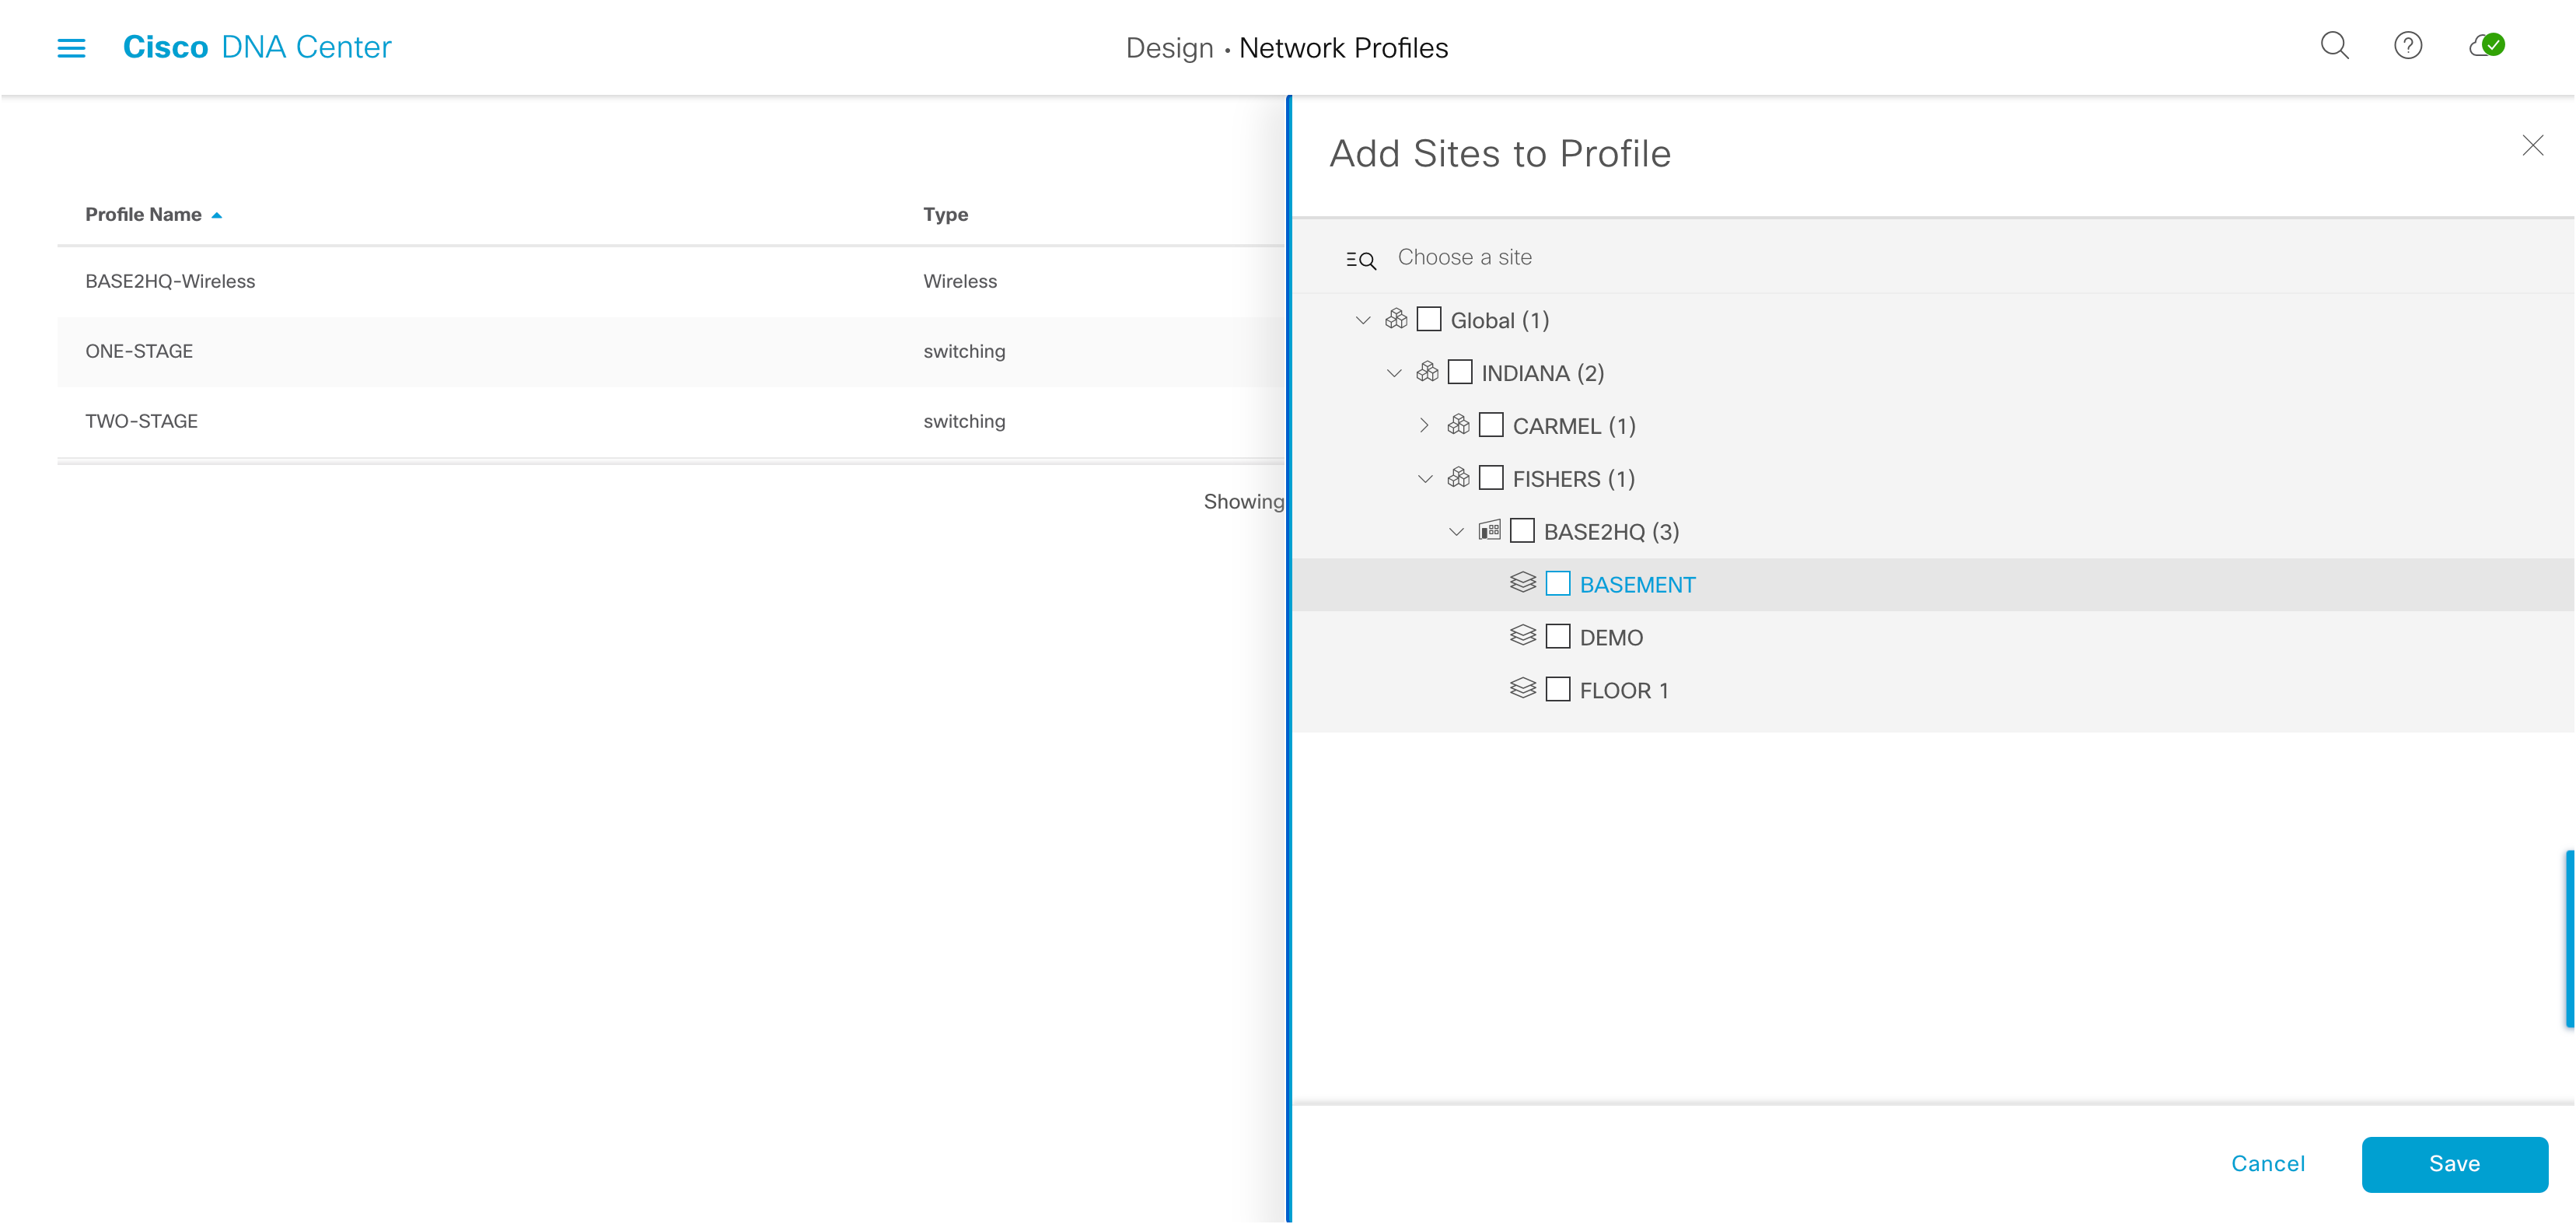 Cisco DNA Center
Design • Network Profiles
Profile Name Type
BASE2HQ-Wireless Wireless
ONE-STAGE switching
TWO-STAGE switching
Showing
Add Sites to Profile
Choose a site
Global (1)
INDIANA (2)
CARMEL (1)
FISHERS (1)
BASE2HQ (3)
BASEMENT
DEMO
FLOOR 1
Cancel Save